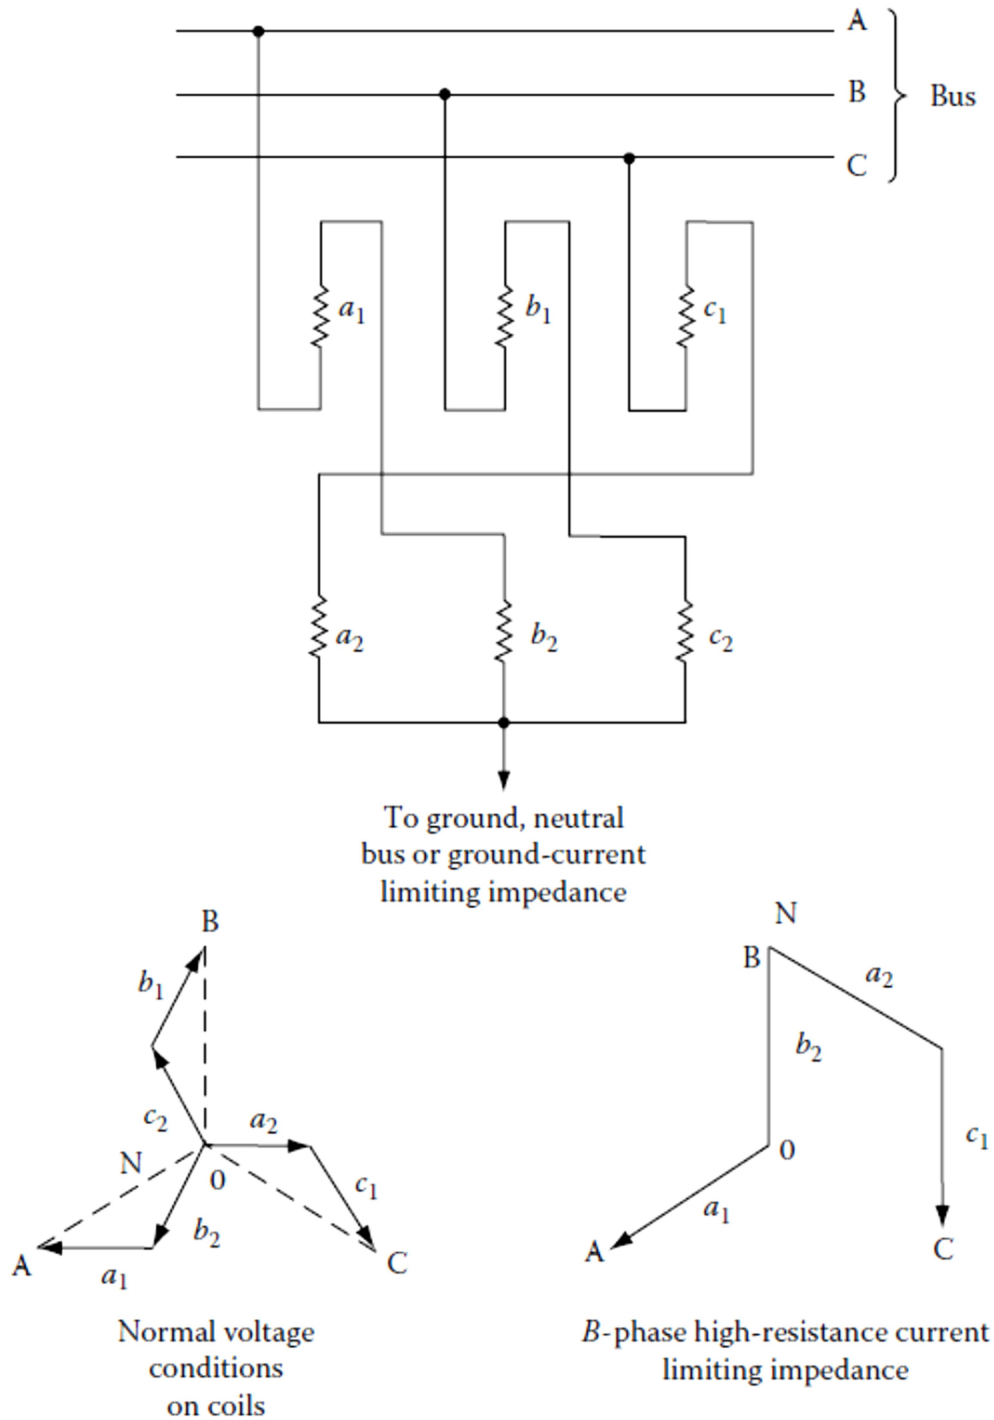 A
B
Bus
C
a1
b1
c1
a2
b2
c2
To ground, neutral
bus or ground-current
limiting impedance
B
b1
c2
a2
N
0
c1
b2
A
a1
C
Normal voltage
conditions
on coils
N
B
a2
b2
0
c1
a1
A
C
B-phase high-resistance current
limiting impedance